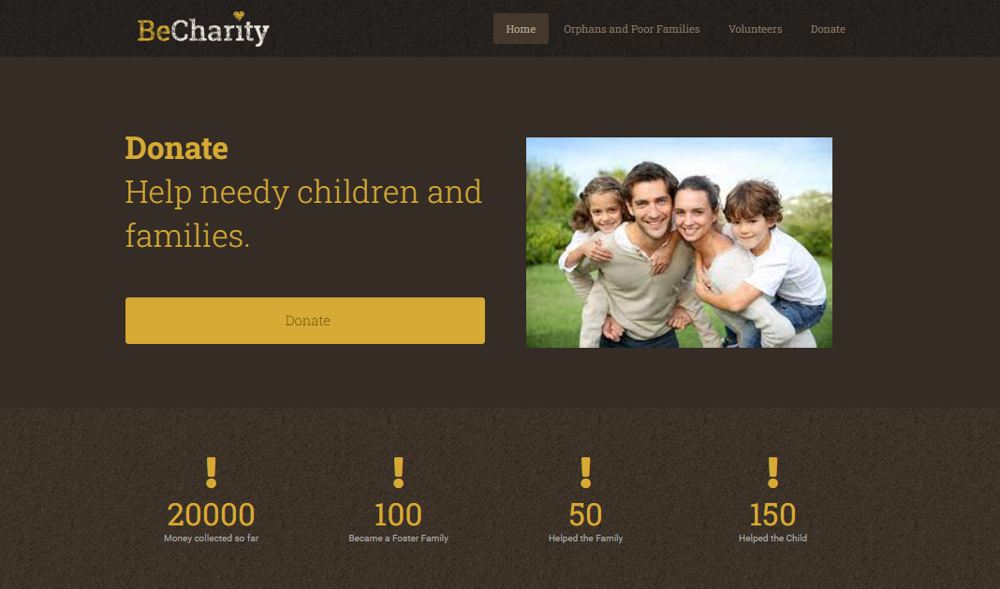 BeCharity
Home Orphans and Poor Families Volunteers Donate
Donate
Help needy children and
families.
Donate
! ! ! !
20000 100 50 150
Money collected so far Became a Foster Family Helped the Family Helped the Child